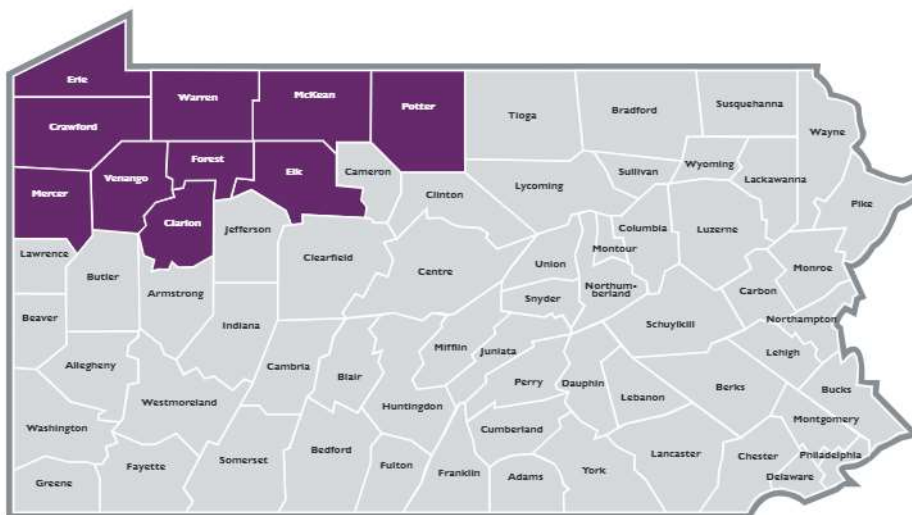 Erie
Warren
McKean
Potter
Tioga
Bradford
Susquehanna
Wayne
Crawford
Forest
Elk
Cameron
Sullivan
Wyoming
Lackawanna
Mercer
Venango
Clarion
Clinton
Lycoming
Pike
Jefferson
Columbia
Luzerne
Lawrence
Butler
Clearfield
Centre
Union
Montour
Monroe
Armstrong
Snyder
Northum-
berland
Carbon
Beaver
Indiana
Schuylkill
Northampton
Allegheny
Cambria
Blair
Mifflin
Juniata
Lehigh
Perry
Dauphin
Lebanon
Berks
Bucks
Westmoreland
Huntingdon
Washington
Cumberland
Montgomery
Greene
Fayette
Somerset
Bedford
Fulton
Franklin
Adams
York
Lancaster
Chester
Philadelphia
Delaware